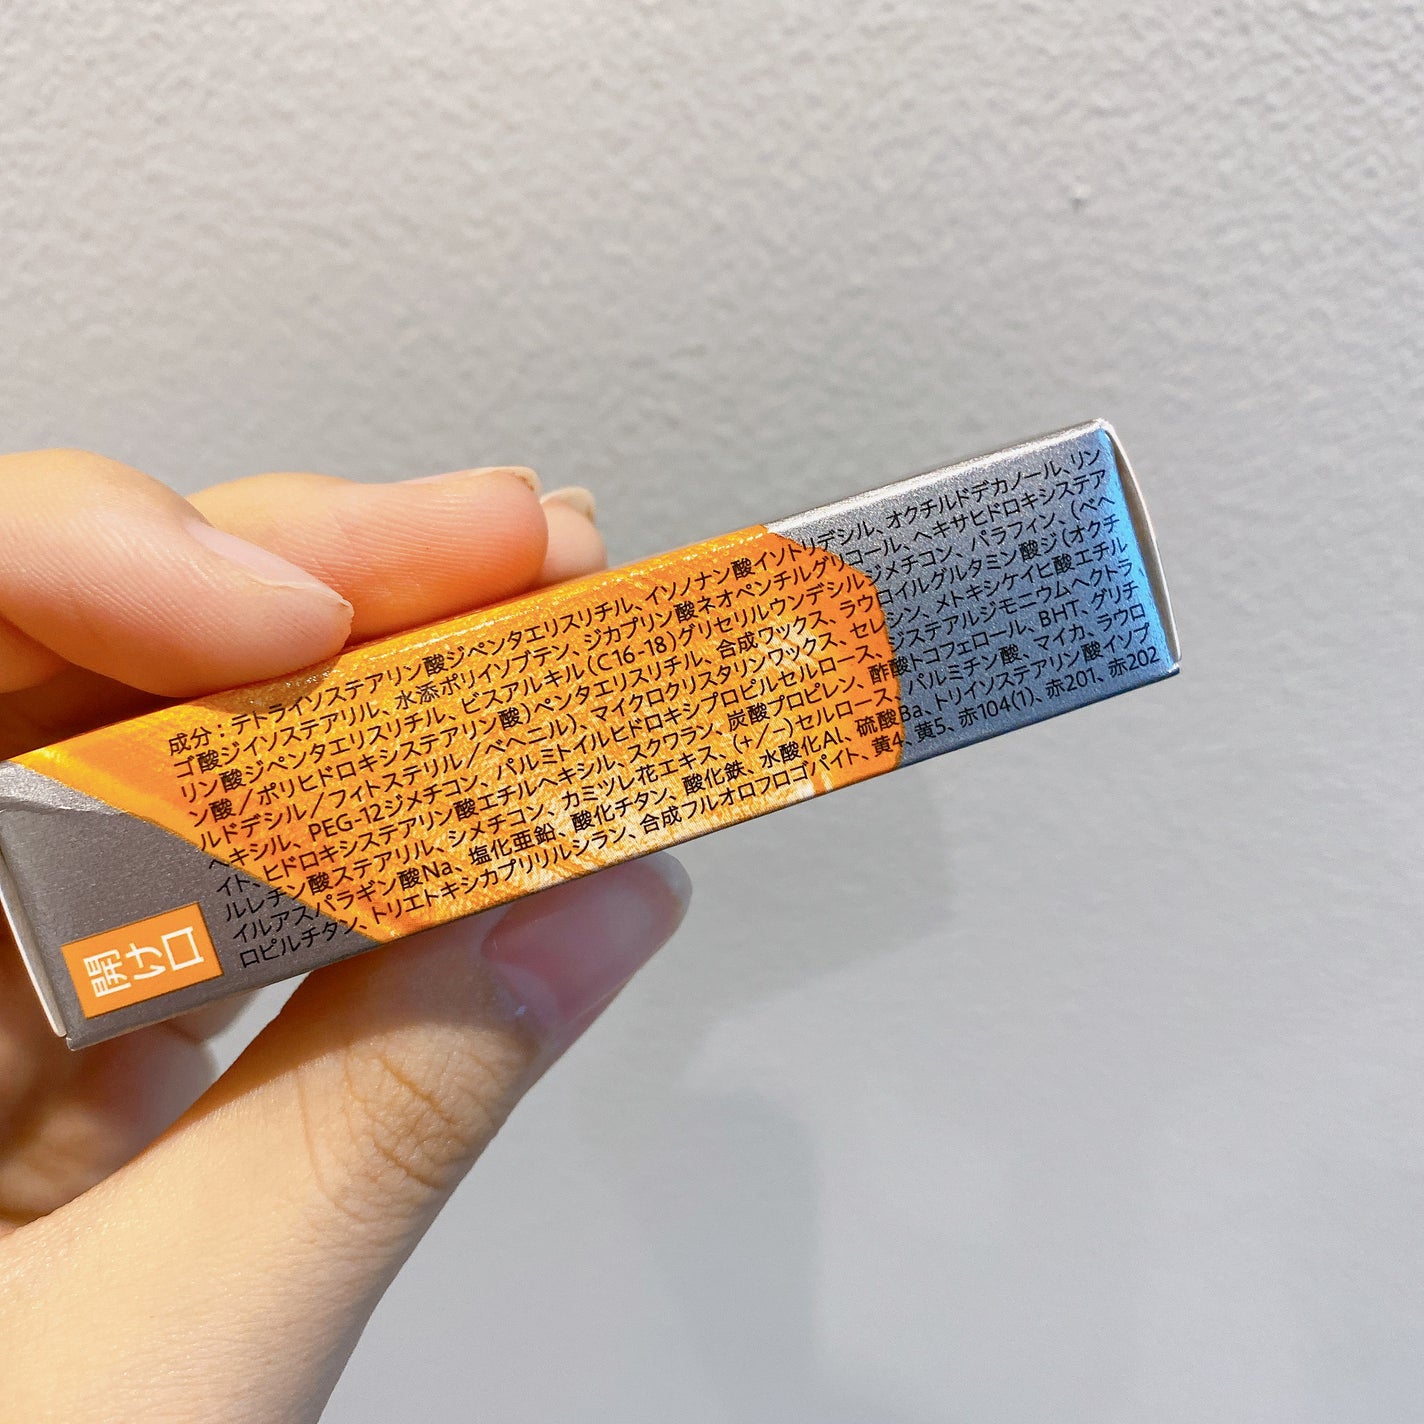 成分：テトライソステアリン酸ジペンタエリスリチル、イソノナン酸イソトリデシル、オクチルドデカノール、リン
ゴ酸ジイソステアリル、水添ポリイソブテン、ジカプリン酸ネオペンチルグリコール、ヘキサヒドロキシステア
リン酸ジペンタエリスリチル、ビスアルキル(C16-18)グリセリルウンデシルジメチコン、パラフィン、(ベヘ
ン酸／ポリヒドロキシステアリン酸)ペンタエリスリチル、合成ワックス、ラウロイルグルタミン酸ジ(オクチ
ルドデシル／フィトステリル／ベヘニル)、マイクロクリスタリンワックス、セレシン、メトキシケイヒ酸エチル
ヘキシル、PEG-12ジメチコン、パルミトイルヒドロキシプロピルセルロース、ジステアルジモニウムヘクトラ
イト、ヒドロキシステアリン酸エチルヘキシル、スクワラン、炭酸プロピレン、酢酸トコフェロール、BHT、グリチ
ルレチン酸ステアリル、シメチコン、カミツレ花エキス、(+/−)セルロース、パルミチン酸、マイカ、ラウロ
イルアスパラギン酸Na、塩化亜鉛、酸化チタン、酸化鉄、水酸化Al、硫酸Ba、トリイソステアリン酸イソプ
ロピルチタン、トリエトキシカプリリルシラン、合成フルオロフロゴパイト、黄4、黄5、赤104(1)、赤201、赤202
開け口